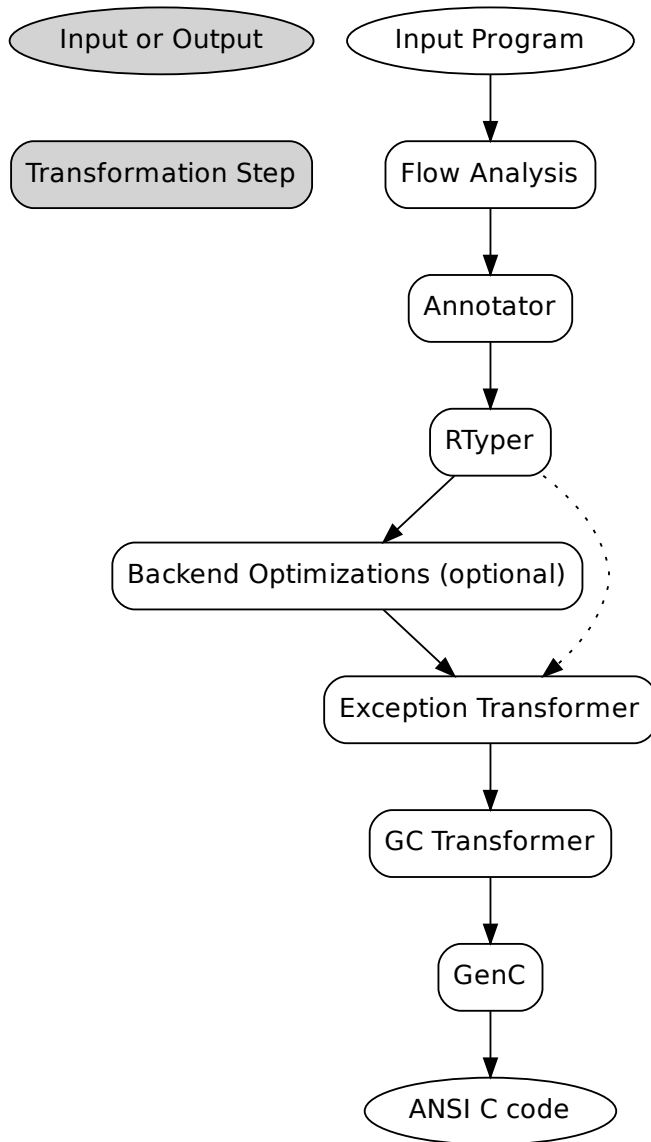 Input or Output
Input Program
Transformation Step
Flow Analysis
Annotator
RTyper
Backend Optimizations (optional)
Exception Transformer
GC Transformer
GenC
ANSI C code